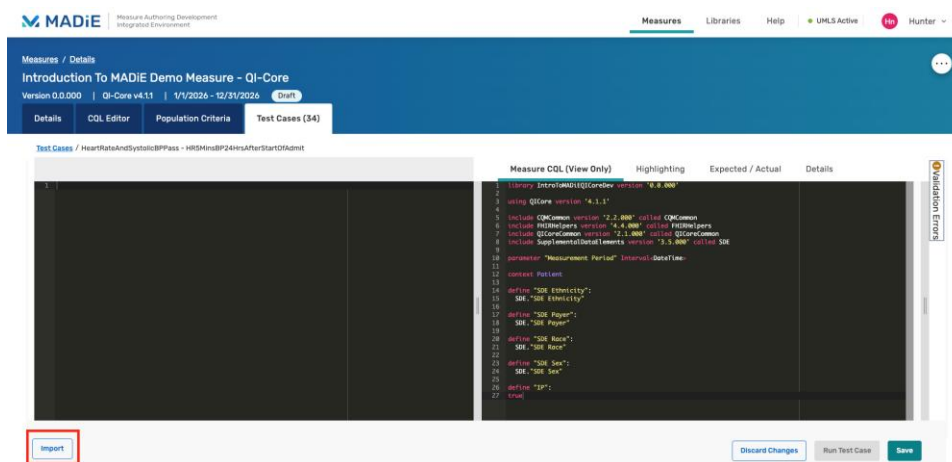 MADiE
Measure Authoring Development
Integrated Environment
Measures Libraries Help UMLS Active Hn Hunter
Measures / Details
Introduction To MADiE Demo Measure - QI-Core
Version 0.0.000 | QI-Core v4.1.1 | 1/1/2026 - 12/31/2026 Draft
Details CQL Editor Population Criteria Test Cases (34)
Test Cases / HeartRateAndSystolicBPPass - HR5MinsBP24HrsAfterStartOfAdmit
Measure CQL (View Only) Highlighting Expected / Actual Details
Validation Errors
1
1 library IntroToMADiEQICoreDev version '0.0.000'
2
3 using QICore version '4.1.1'
4
5 include CQMCommon version '2.2.000' called CQMCommon
6 include FHIRHelpers version '4.4.000' called FHIRHelpers
7 include QICoreCommon version '2.1.000' called QICoreCommon
8 include SupplementalDataElements version '3.5.000' called SDE
9
10 parameter "Measurement Period" Interval<DateTime>
11
12 context Patient
13
14 define "SDE Ethnicity":
15 SDE."SDE Ethnicity"
16
17 define "SDE Payer":
18 SDE."SDE Payer"
19
20 define "SDE Race":
21 SDE."SDE Race"
22
23 define "SDE Sex":
24 SDE."SDE Sex"
25
26 define "IP":
27 true
Import Discard Changes Run Test Case Save